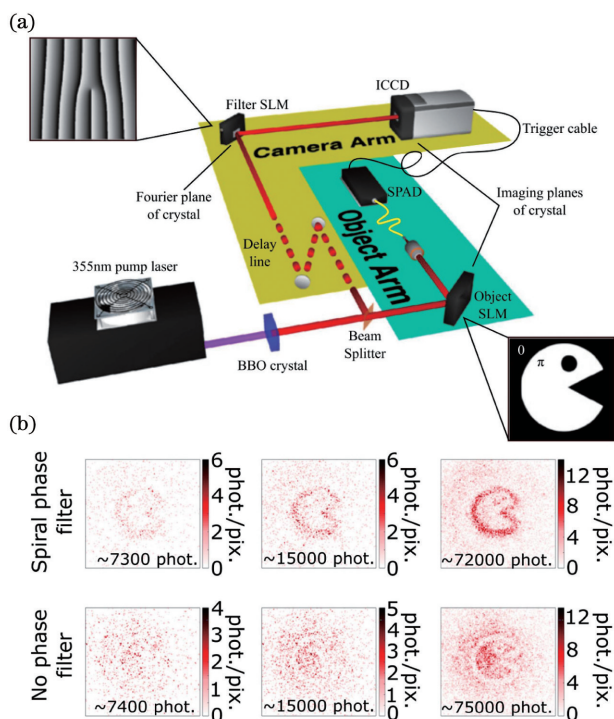 (a)
Filter SLM
ICCD
Trigger cable
Camera Arm
Fourier plane
of crystal
SPAD
Imaging planes
of crystal
Delay
line
Object Arm
355nm pump laser
Object
SLM
Beam
Splitter
BBO crystal
0
π
(b)
Spiral phase
filter
~7300 phot.
6
4
2
0
phot./pix.
~15000 phot.
6
4
2
0
phot./pix.
~72000 phot.
12
8
4
0
phot./pix.
No phase
filter
~7400 phot.
4
3
2
1
0
phot./pix.
~15000 phot.
5
4
3
2
1
0
phot./pix.
~75000 phot.
12
8
4
0
phot./pix.